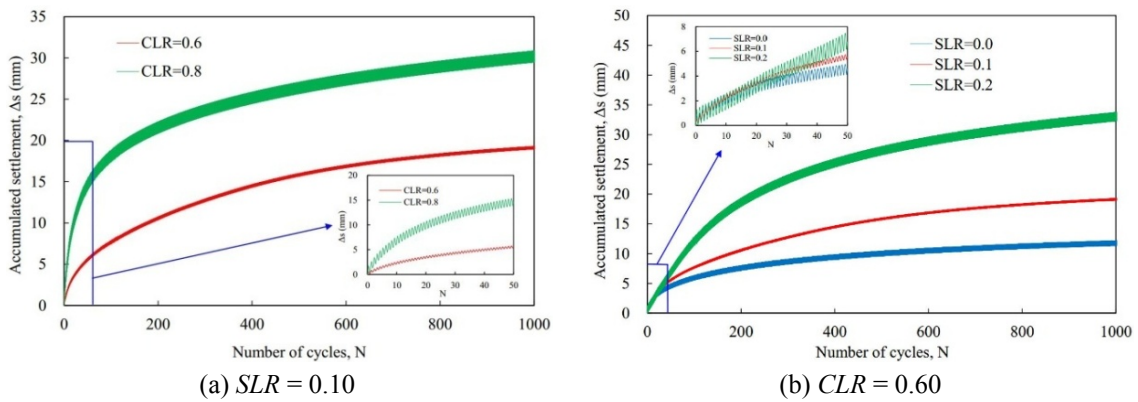 Accumulated settlement, Δs (mm)
35
30
25
20
15
10
5
0
CLR=0.6
CLR=0.8
Δs (mm)
20
15
10
5
0
CLR=0.6
CLR=0.8
0 10 20 30 40 50
N
0 200 400 600 800 1000
Number of cycles, N
(a) SLR = 0.10
Accumulated settlement, Δs (mm)
50
45
40
35
30
25
20
15
10
5
0
Δs (mm)
8
6
4
2
0
SLR=0.0
SLR=0.1
SLR=0.2
0 10 20 30 40 50
N
SLR=0.0
SLR=0.1
SLR=0.2
0 200 400 600 800 1000
Number of cycles, N
(b) CLR = 0.60